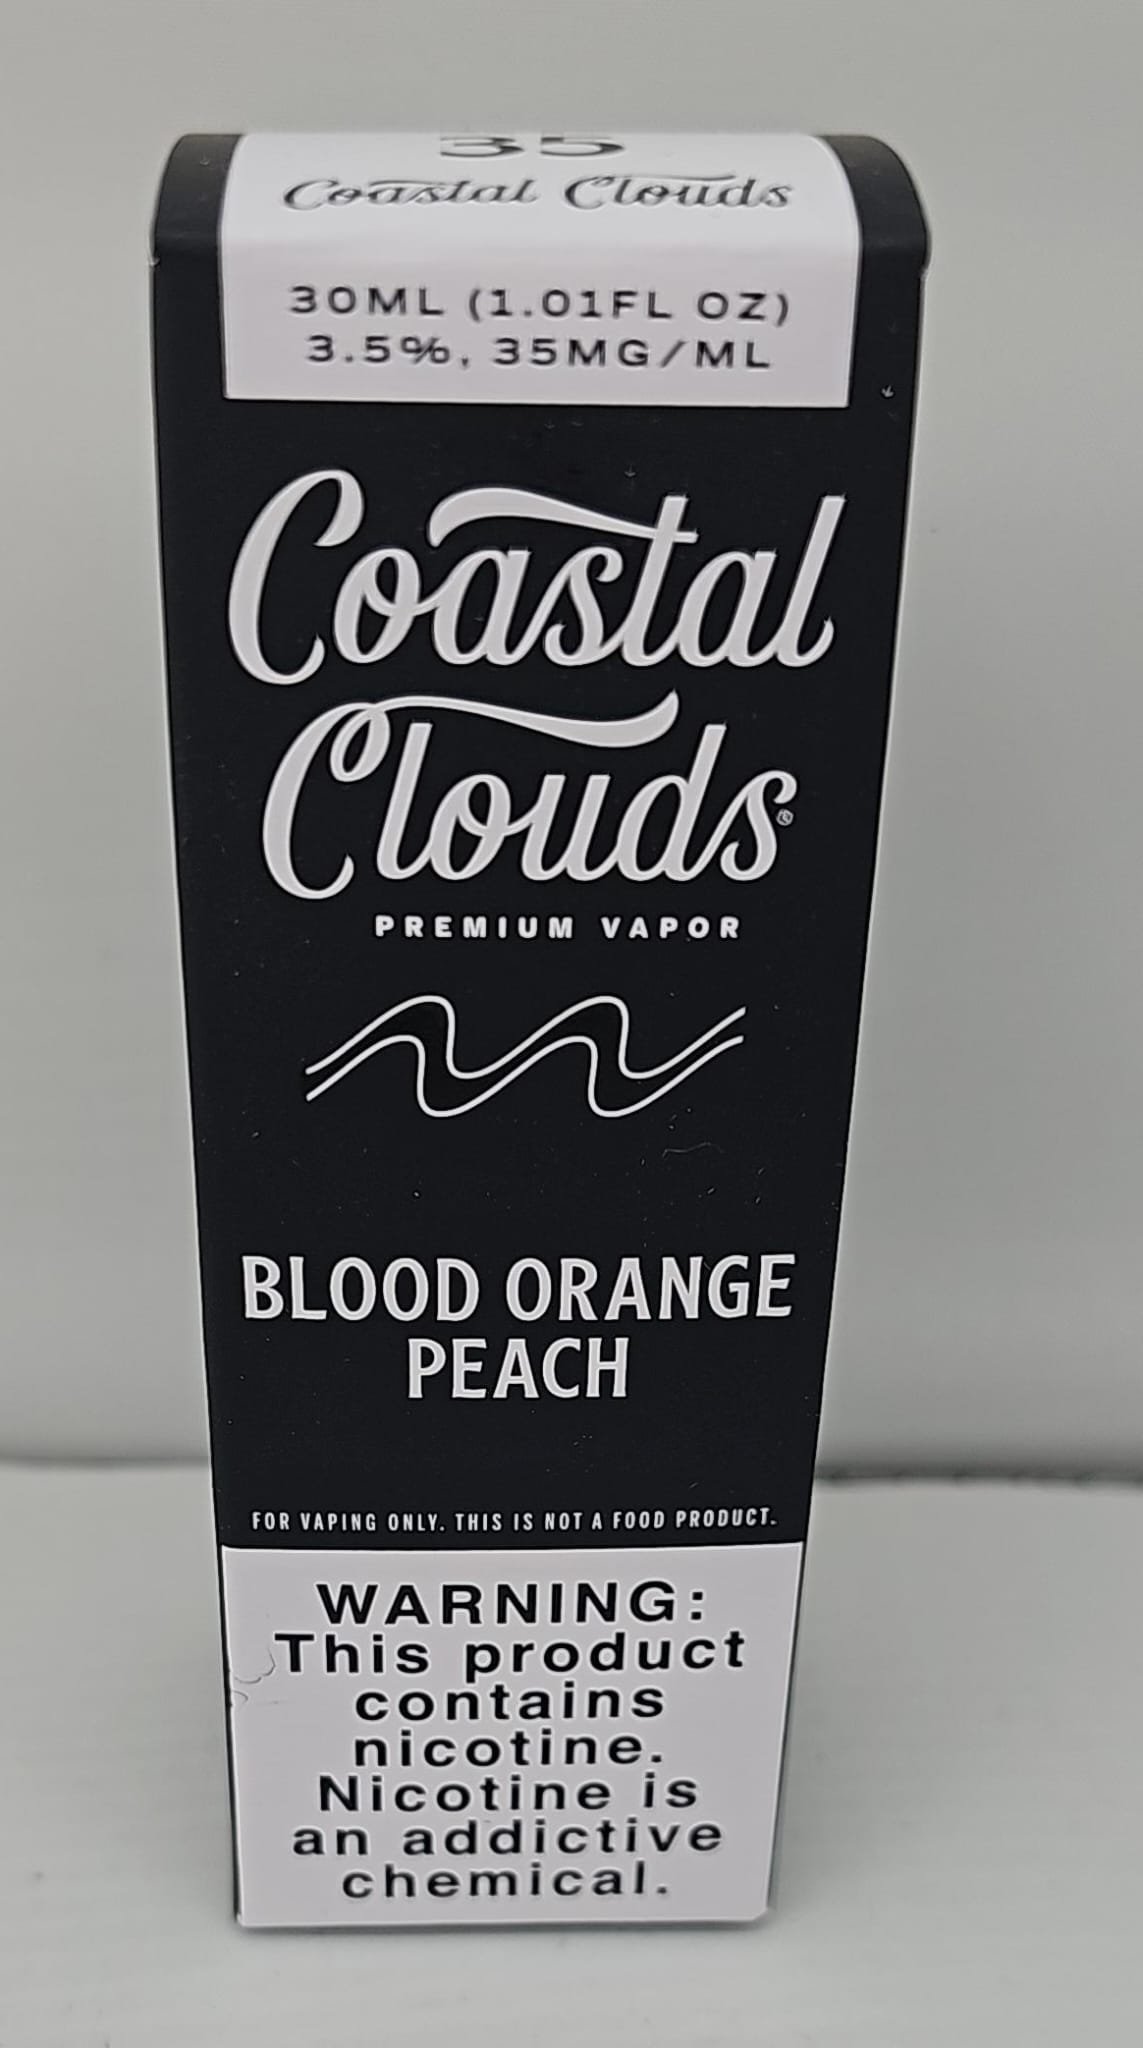 35
Coastal Clouds
30ML (1.01FL OZ)
3.5%, 35MG/ML
Coastal
Clouds®
PREMIUM VAPOR
BLOOD ORANGE
PEACH
FOR VAPING ONLY. THIS IS NOT A FOOD PRODUCT.
WARNING:
This product
contains
nicotine.
Nicotine is
an addictive
chemical.